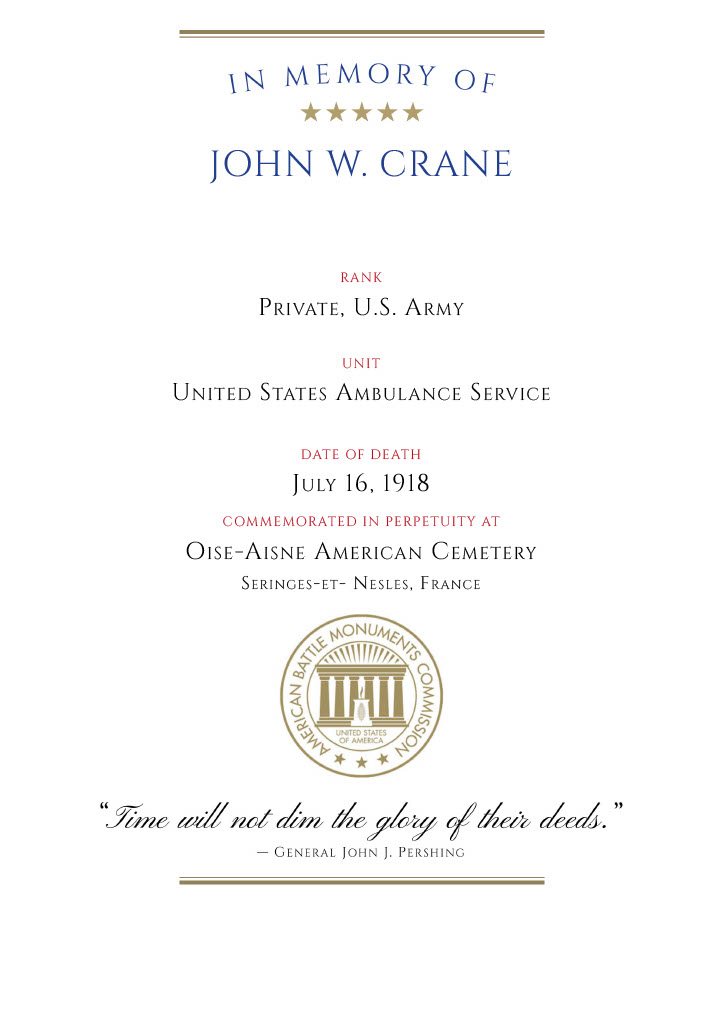 IN MEMORY OF
JOHN W. CRANE
RANK
Private, U.S. Army
UNIT
United States Ambulance Service
DATE OF DEATH
July 16, 1918
COMMEMORATED IN PERPETUITY AT
Oise-Aisne American Cemetery
Seringes-et- Nesles, France
AMERICAN BATTLE MONUMENTS COMMISSION
UNITED STATES
OF AMERICA
“Time will not dim the glory of their deeds.”
— General John J. Pershing